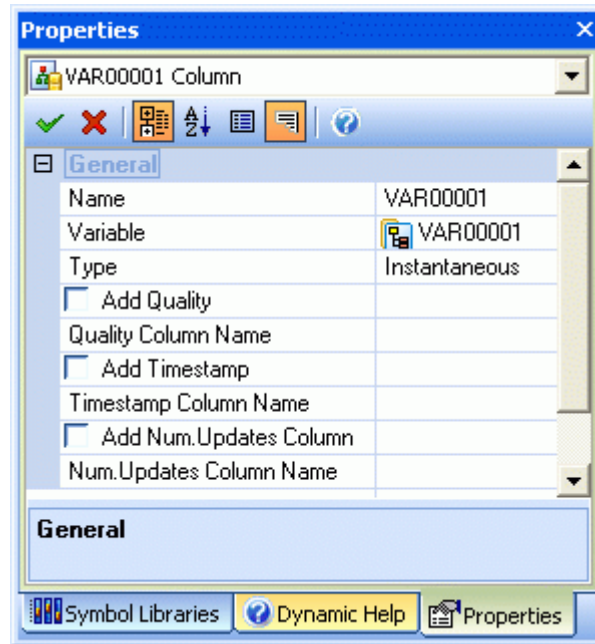 Properties
VAR00001 Column
General
Name VAR00001
Variable VAR00001
Type Instantaneous
Add Quality
Quality Column Name
Add Timestamp
Timestamp Column Name
Add Num.Updates Column
Num.Updates Column Name
General
Symbol Libraries Dynamic Help Properties